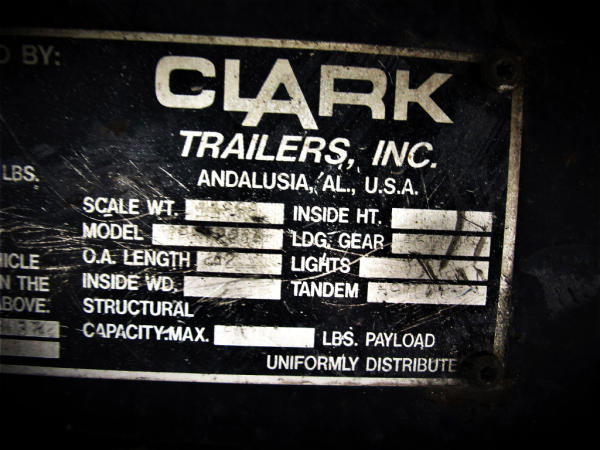 D BY:
CLARK
TRAILERS, INC.
ANDALUSIA, AL., U.S.A.
LBS.
SCALE WT. INSIDE HT.
MODEL LDG. GEAR
O.A. LENGTH LIGHTS
INSIDE WD. TANDEM
HICLE
N THE
ABOVE.
STRUCTURAL
CAPACITY:MAX. LBS. PAYLOAD
UNIFORMLY DISTRIBUTE